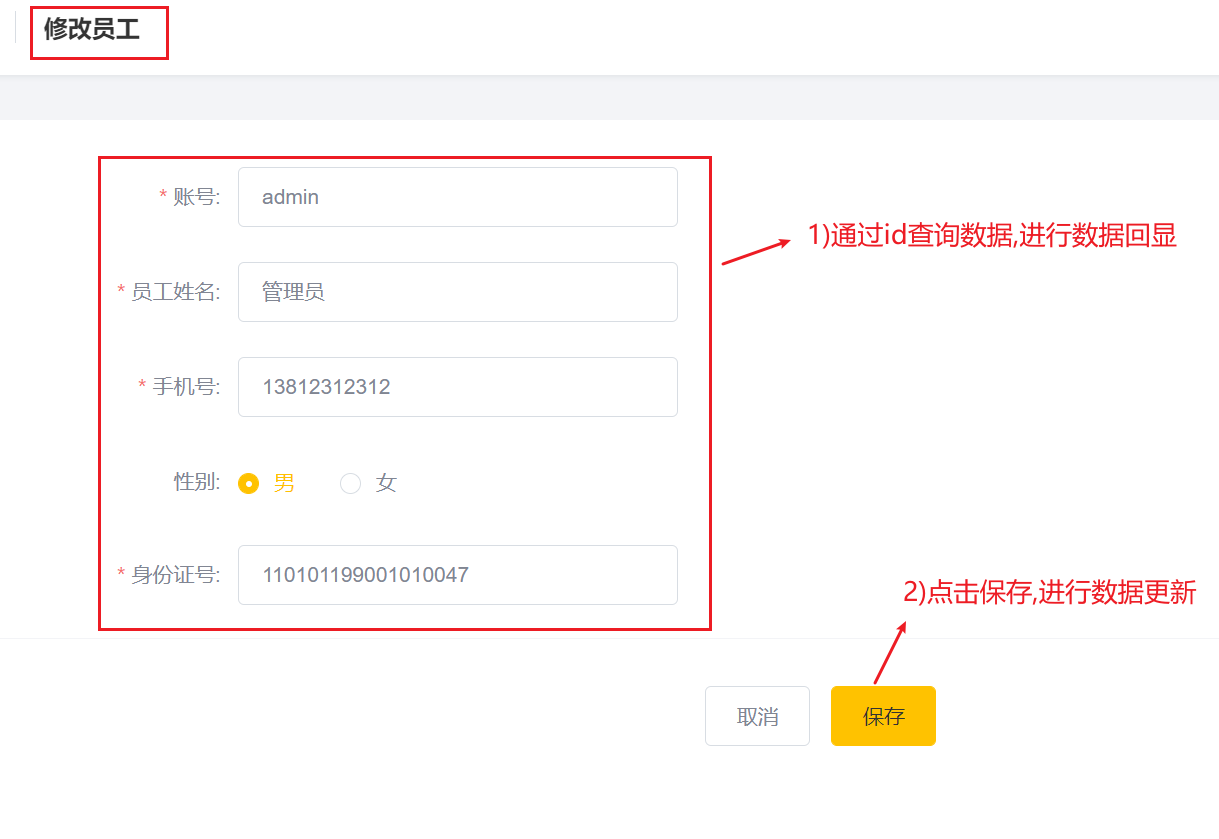 修改员工
* 账号: admin
1)通过id查询数据,进行数据回显
* 员工姓名: 管理员
* 手机号: 13812312312
性别: 男 女
* 身份证号: 110101199001010047
2)点击保存,进行数据更新
取消 保存